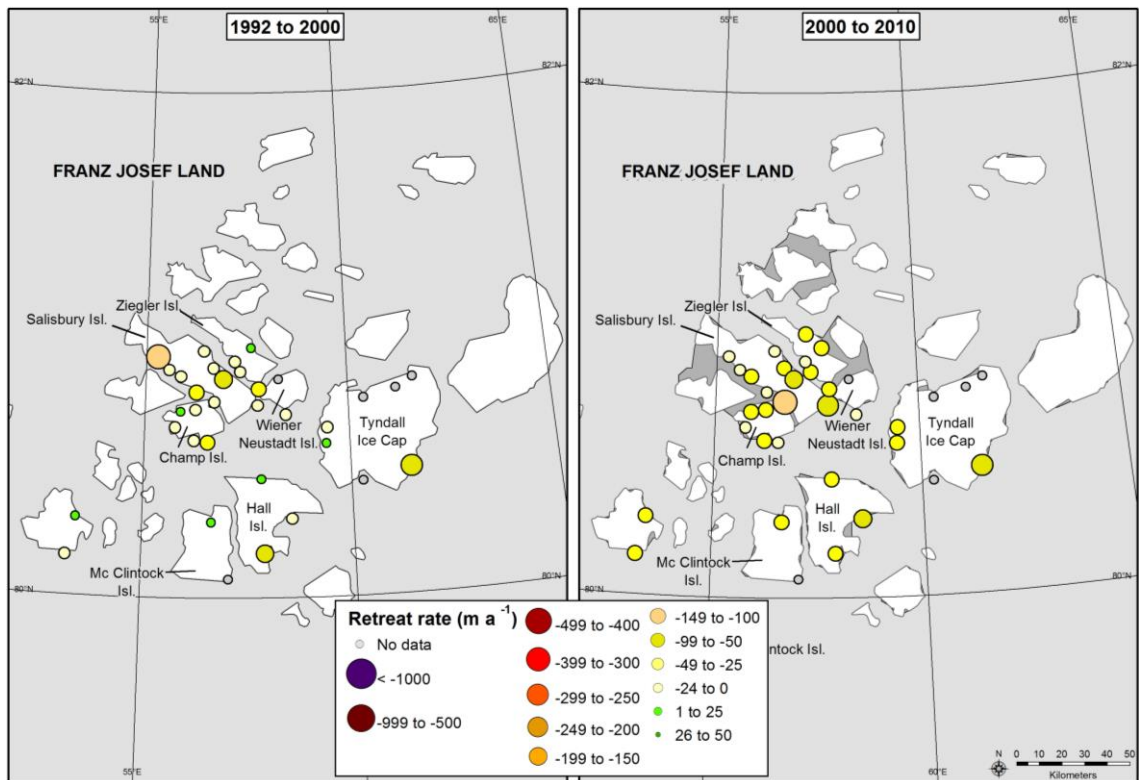 55°E
65°E
1992 to 2000
82°N
82°N
FRANZ JOSEF LAND
Ziegler Isl.
Salisbury Isl.
Wiener
Neustadt Isl.
Tyndall
Ice Cap
Champ Isl.
Hall
Isl.
Mc Clintock
Isl.
80°N
80°N
55°E
55°E
65°E
2000 to 2010
82°N
82°N
FRANZ JOSEF LAND
Ziegler Isl.
Salisbury Isl.
Wiener
Neustadt Isl.
Tyndall
Ice Cap
Champ Isl.
Hall
Isl.
Mc Clintock
Isl.
80°N
80°N
ntock Isl.
60°E
Retreat rate (m a⁻¹)
No data
< -1000
-999 to -500
-499 to -400
-399 to -300
-299 to -250
-249 to -200
-199 to -150
-149 to -100
-99 to -50
-49 to -25
-24 to 0
1 to 25
26 to 50
N
0 10 20 30 40 50
Kilometers